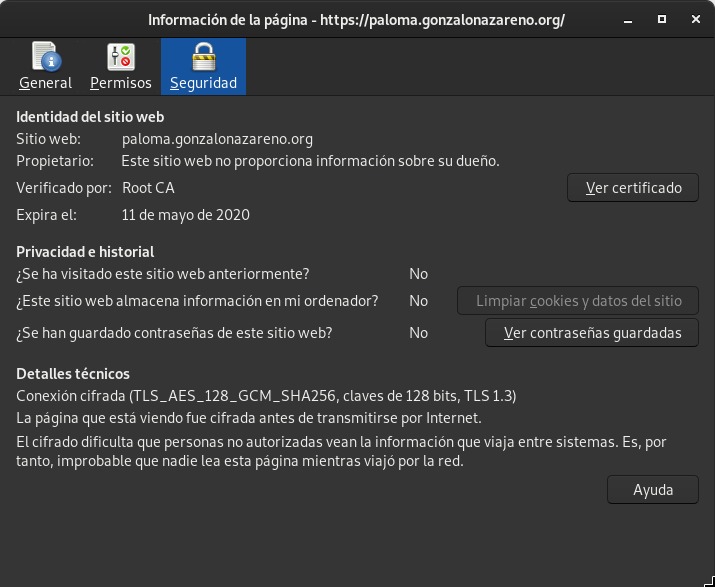 Información de la página - https://paloma.gonzalonazareno.org/
General Permisos Seguridad
Identidad del sitio web
Sitio web: paloma.gonzalonazareno.org
Propietario: Este sitio web no proporciona información sobre su dueño.
Verificado por: Root CA Ver certificado
Expira el: 11 de mayo de 2020
Privacidad e historial
¿Se ha visitado este sitio web anteriormente? No
¿Este sitio web almacena información en mi ordenador? No Limpiar cookies y datos del sitio
¿Se han guardado contraseñas de este sitio web? No Ver contraseñas guardadas
Detalles técnicos
Conexión cifrada (TLS_AES_128_GCM_SHA256, claves de 128 bits, TLS 1.3)
La página que está viendo fue cifrada antes de transmitirse por Internet.
El cifrado dificulta que personas no autorizadas vean la información que viaja entre sistemas. Es, por
tanto, improbable que nadie lea esta página mientras viajó por la red.
Ayuda